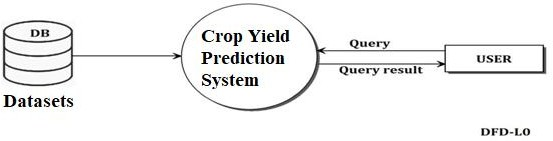 DB
Datasets
Crop Yield
Prediction
System
Query
Query result
USER
DFD-L0